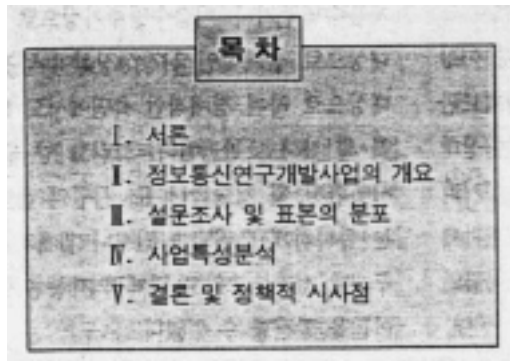 목 차
Ⅰ. 서론
Ⅱ. 정보통신연구개발사업의 개요
Ⅲ. 설문조사 및 표본의 분포
Ⅳ. 사업특성분석
Ⅴ. 결론 및 정책적 시사점